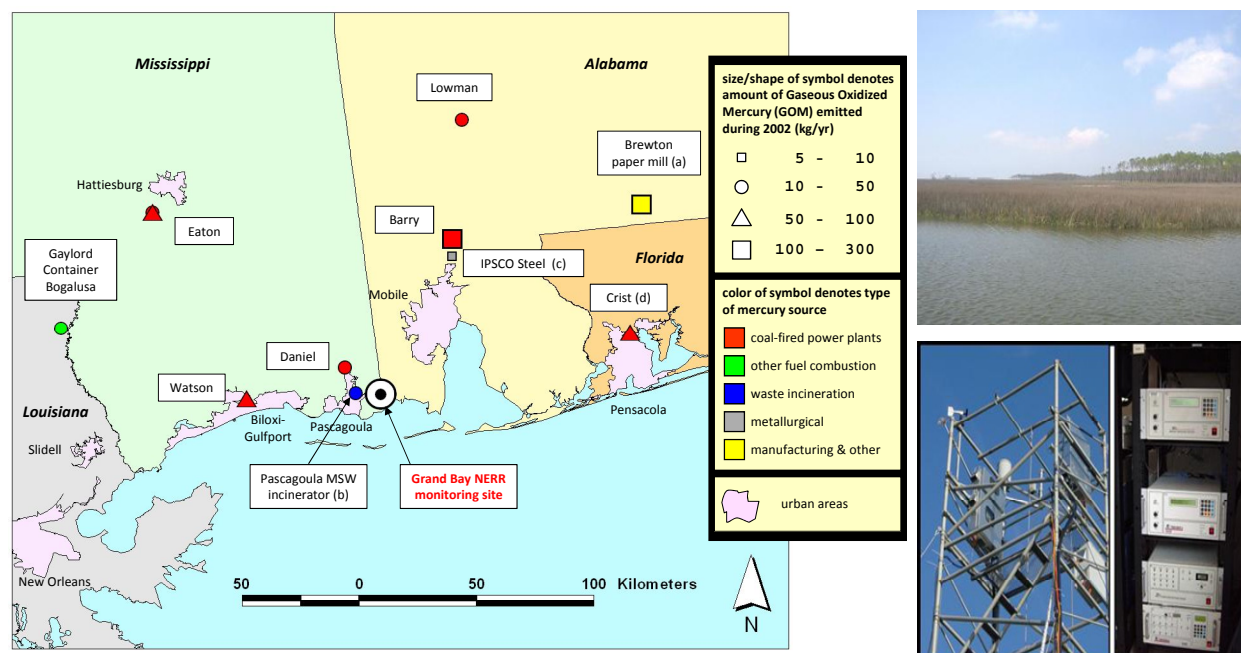 Mississippi
Alabama
Lowman
Brewton
paper mill (a)
Hattiesburg
Eaton
Barry
IPSCO Steel (c)
Gaylord
Container
Bogalusa
Florida
Mobile
Crist (d)
Daniel
Watson
Louisiana
Biloxi-
Gulfport
Pascagoula
Pensacola
Slidell
Pascagoula MSW
incinerator (b)
Grand Bay NERR
monitoring site
New Orleans
50 0 50 100 Kilometers
N
size/shape of symbol denotes
amount of Gaseous Oxidized
Mercury (GOM) emitted
during 2002 (kg/yr)
5 - 10
10 - 50
50 - 100
100 - 300
color of symbol denotes type
of mercury source
coal-fired power plants
other fuel combustion
waste incineration
metallurgical
manufacturing & other
urban areas